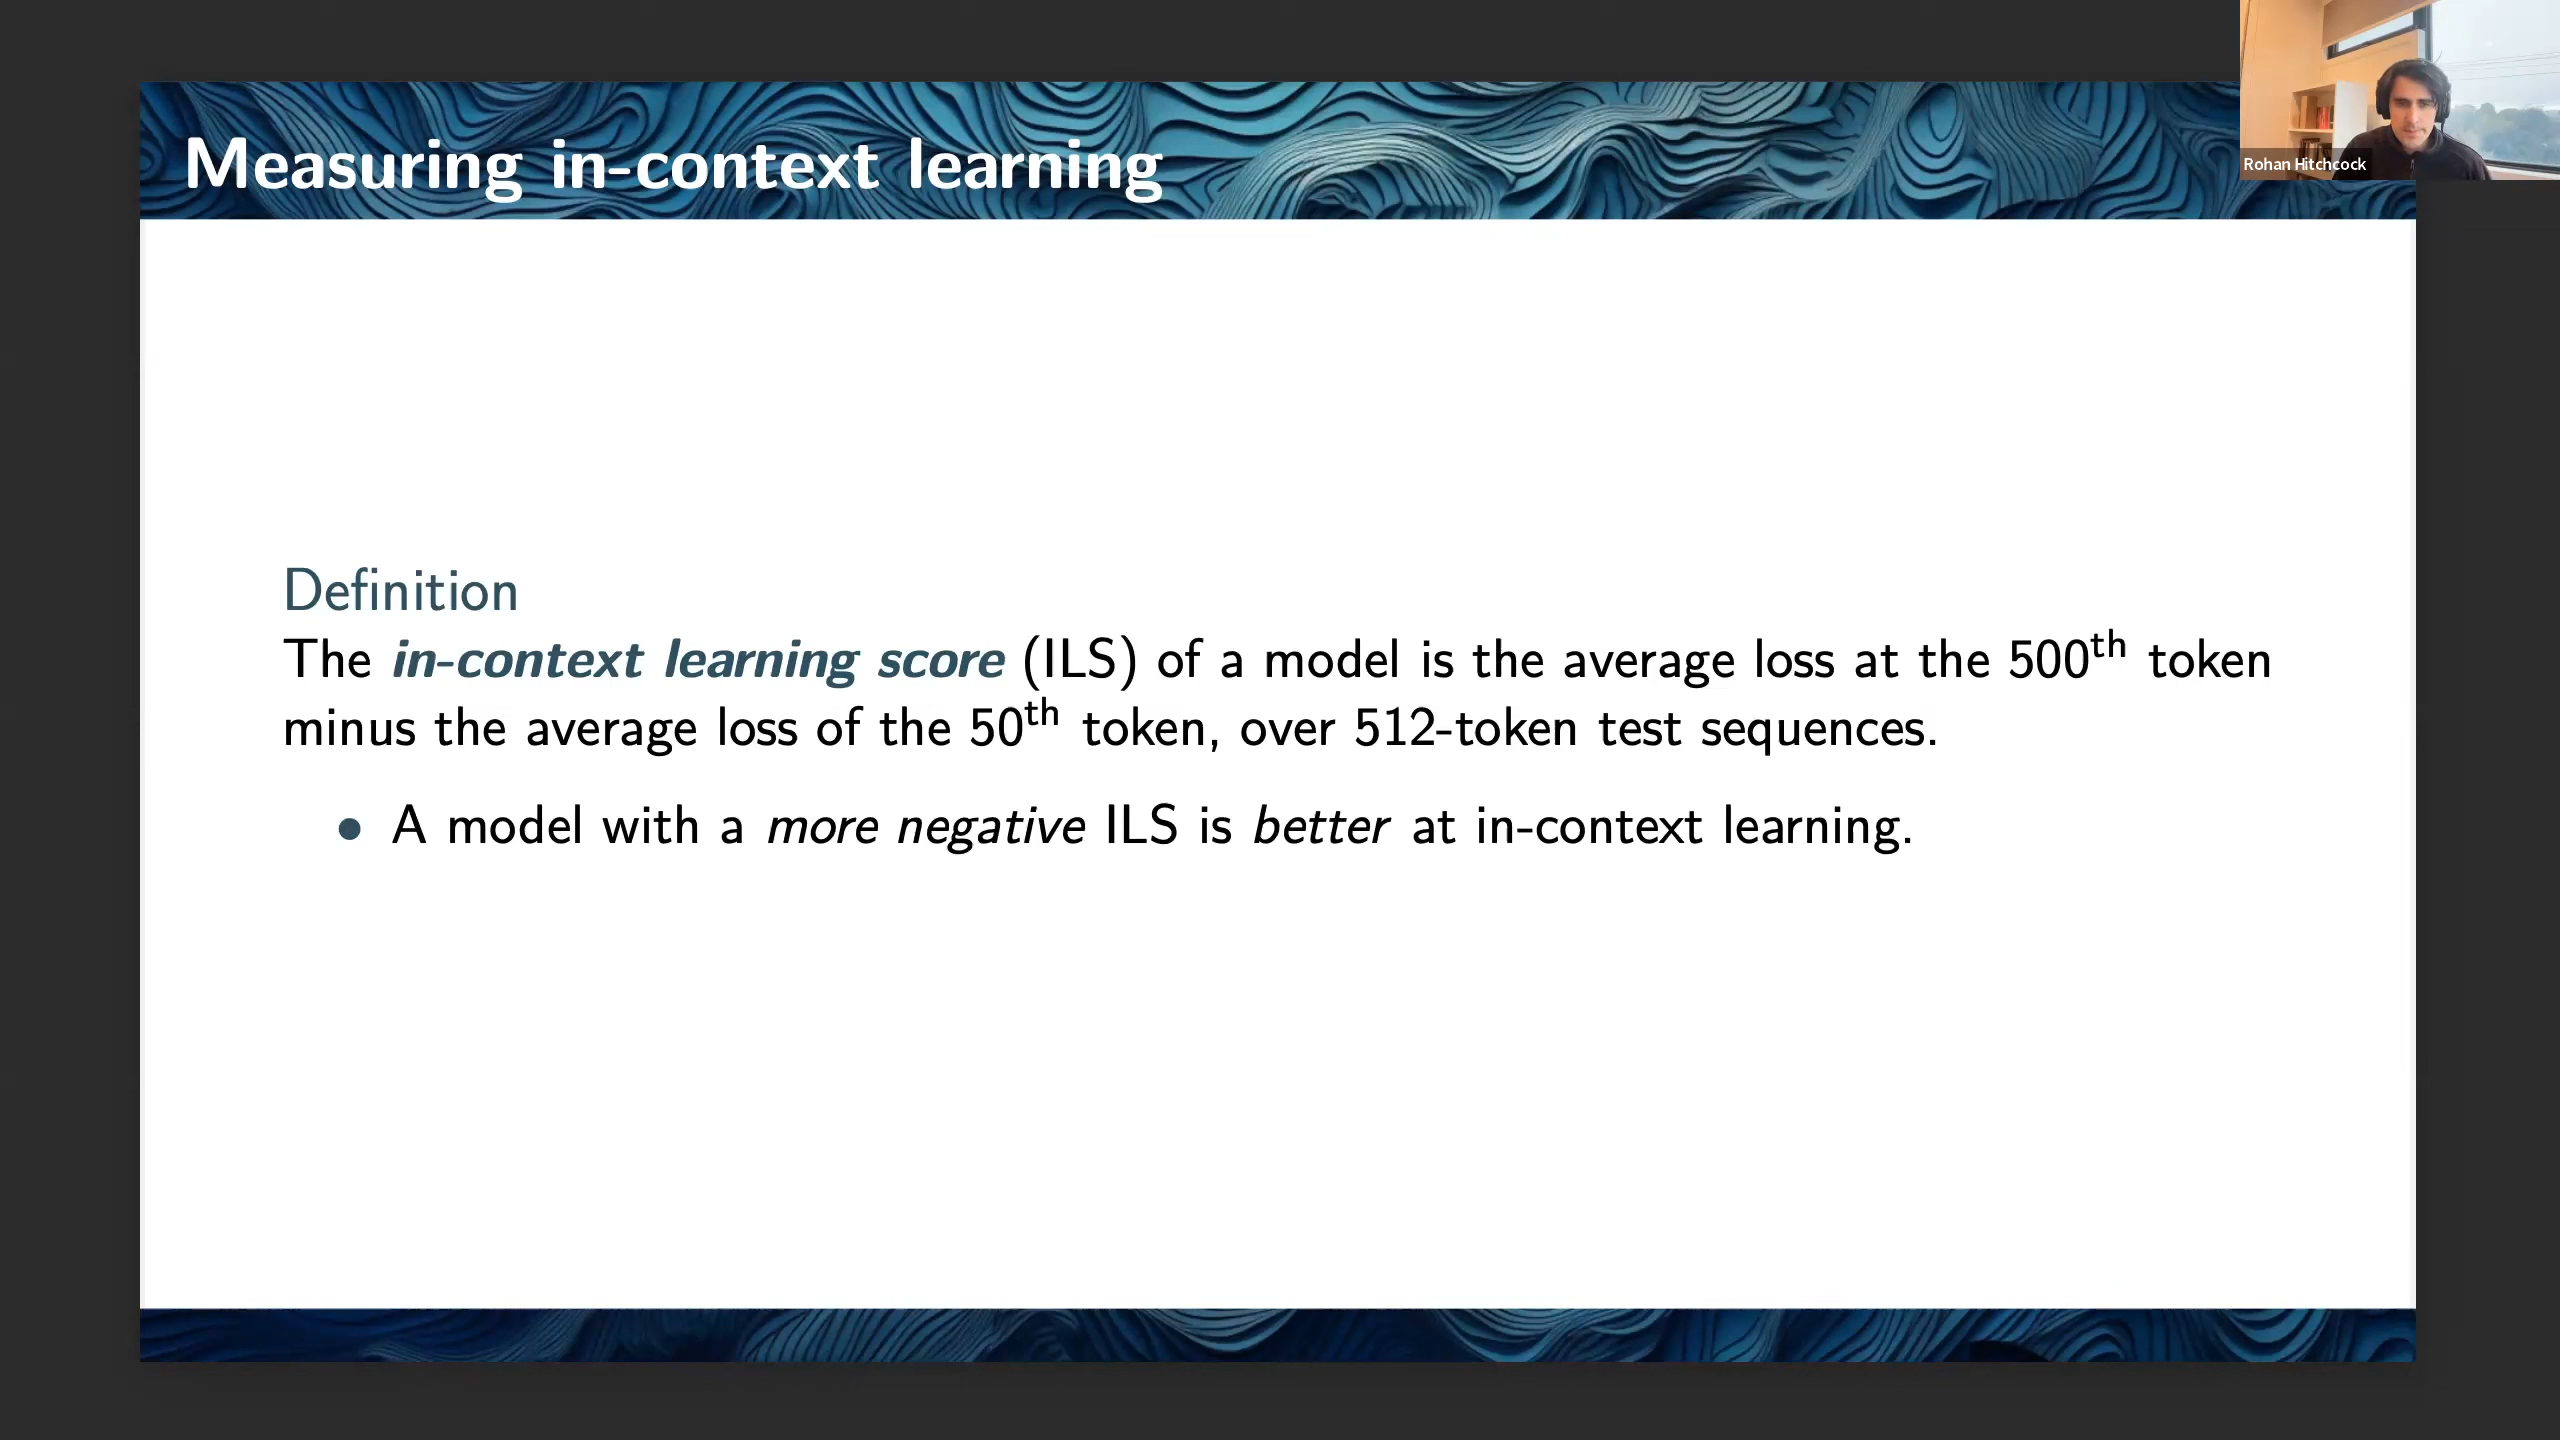 Measuring in-context learning
Rohan Hitchcock
Definition
The in-context learning score (ILS) of a model is the average loss at the 500th token
minus the average loss of the 50th token, over 512-token test sequences.
• A model with a more negative ILS is better at in-context learning.